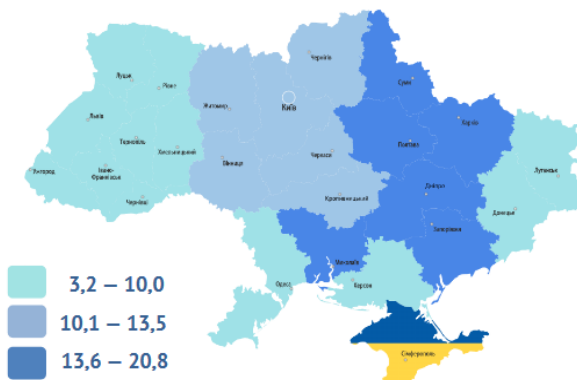 Чернігів
Суми
Луцьк
Рівне
Житомир
Київ
Харків
Львів
Полтава
Тернопіль
Хмельницький
Черкаси
Вінниця
Ужгород
Івано-
Франківськ
Луганськ
Дніпро
Кропивницький
Чернівці
Донецьк
Запоріжжя
Миколаїв
Одеса
Херсон
Сімферополь
3,2 — 10,0
10,1 — 13,5
13,6 — 20,8